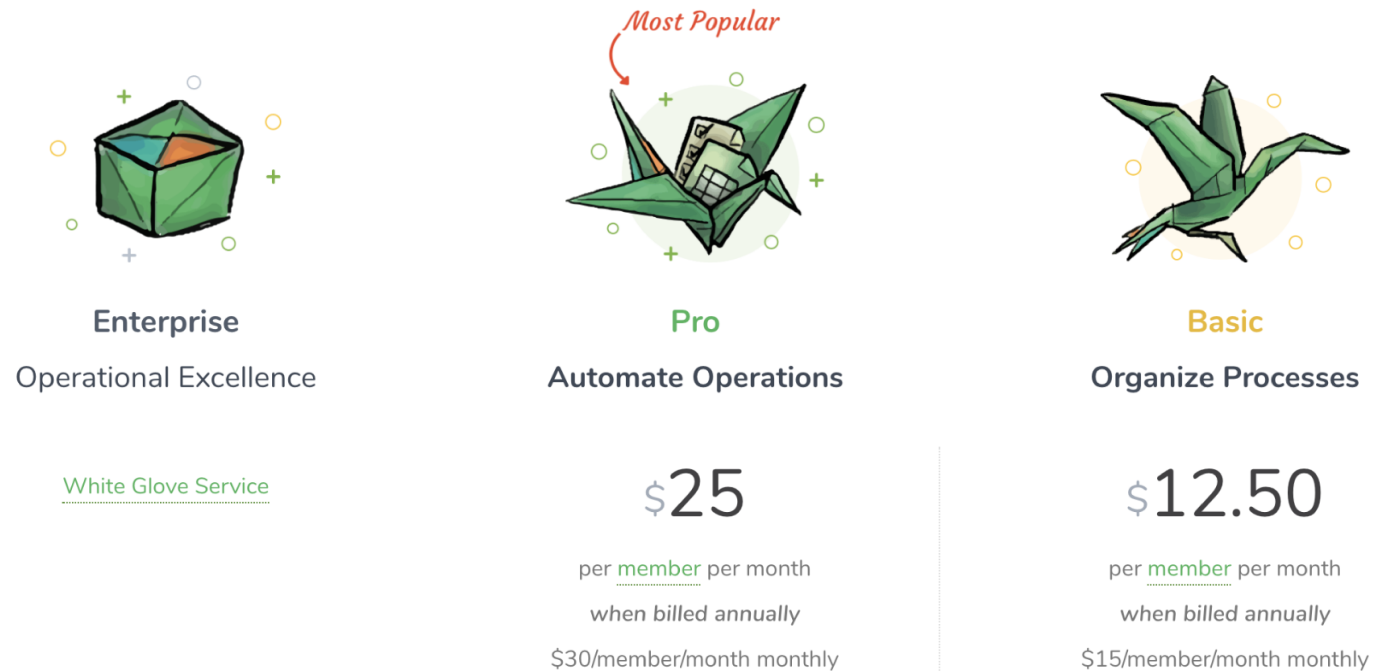 Most Popular
Enterprise
Operational Excellence
White Glove Service
Pro
Automate Operations
$25
per member per month
when billed annually
$30/member/month monthly
Basic
Organize Processes
$12.50
per member per month
when billed annually
$15/member/month monthly